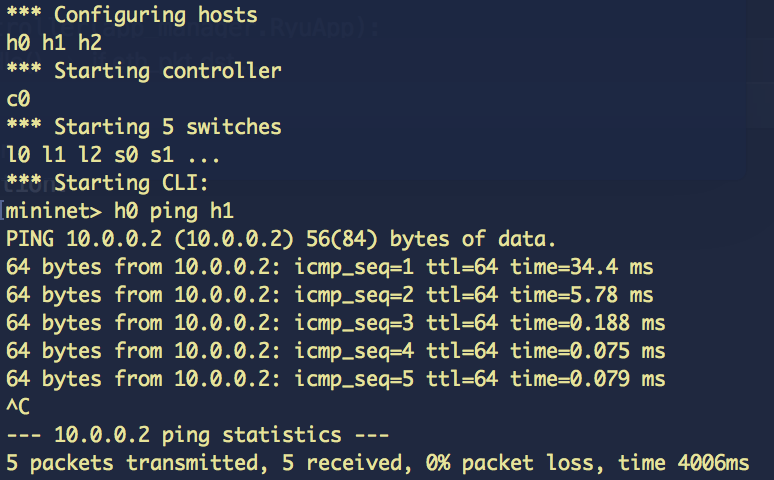 *** Configuring hosts
h0 h1 h2
*** Starting controller
c0
*** Starting 5 switches
l0 l1 l2 s0 s1 ...
*** Starting CLI:
[mininet> h0 ping h1
PING 10.0.0.2 (10.0.0.2) 56(84) bytes of data.
64 bytes from 10.0.0.2: icmp_seq=1 ttl=64 time=34.4 ms
64 bytes from 10.0.0.2: icmp_seq=2 ttl=64 time=5.78 ms
64 bytes from 10.0.0.2: icmp_seq=3 ttl=64 time=0.188 ms
64 bytes from 10.0.0.2: icmp_seq=4 ttl=64 time=0.075 ms
64 bytes from 10.0.0.2: icmp_seq=5 ttl=64 time=0.079 ms
^C
--- 10.0.0.2 ping statistics ---
5 packets transmitted, 5 received, 0% packet loss, time 4006ms